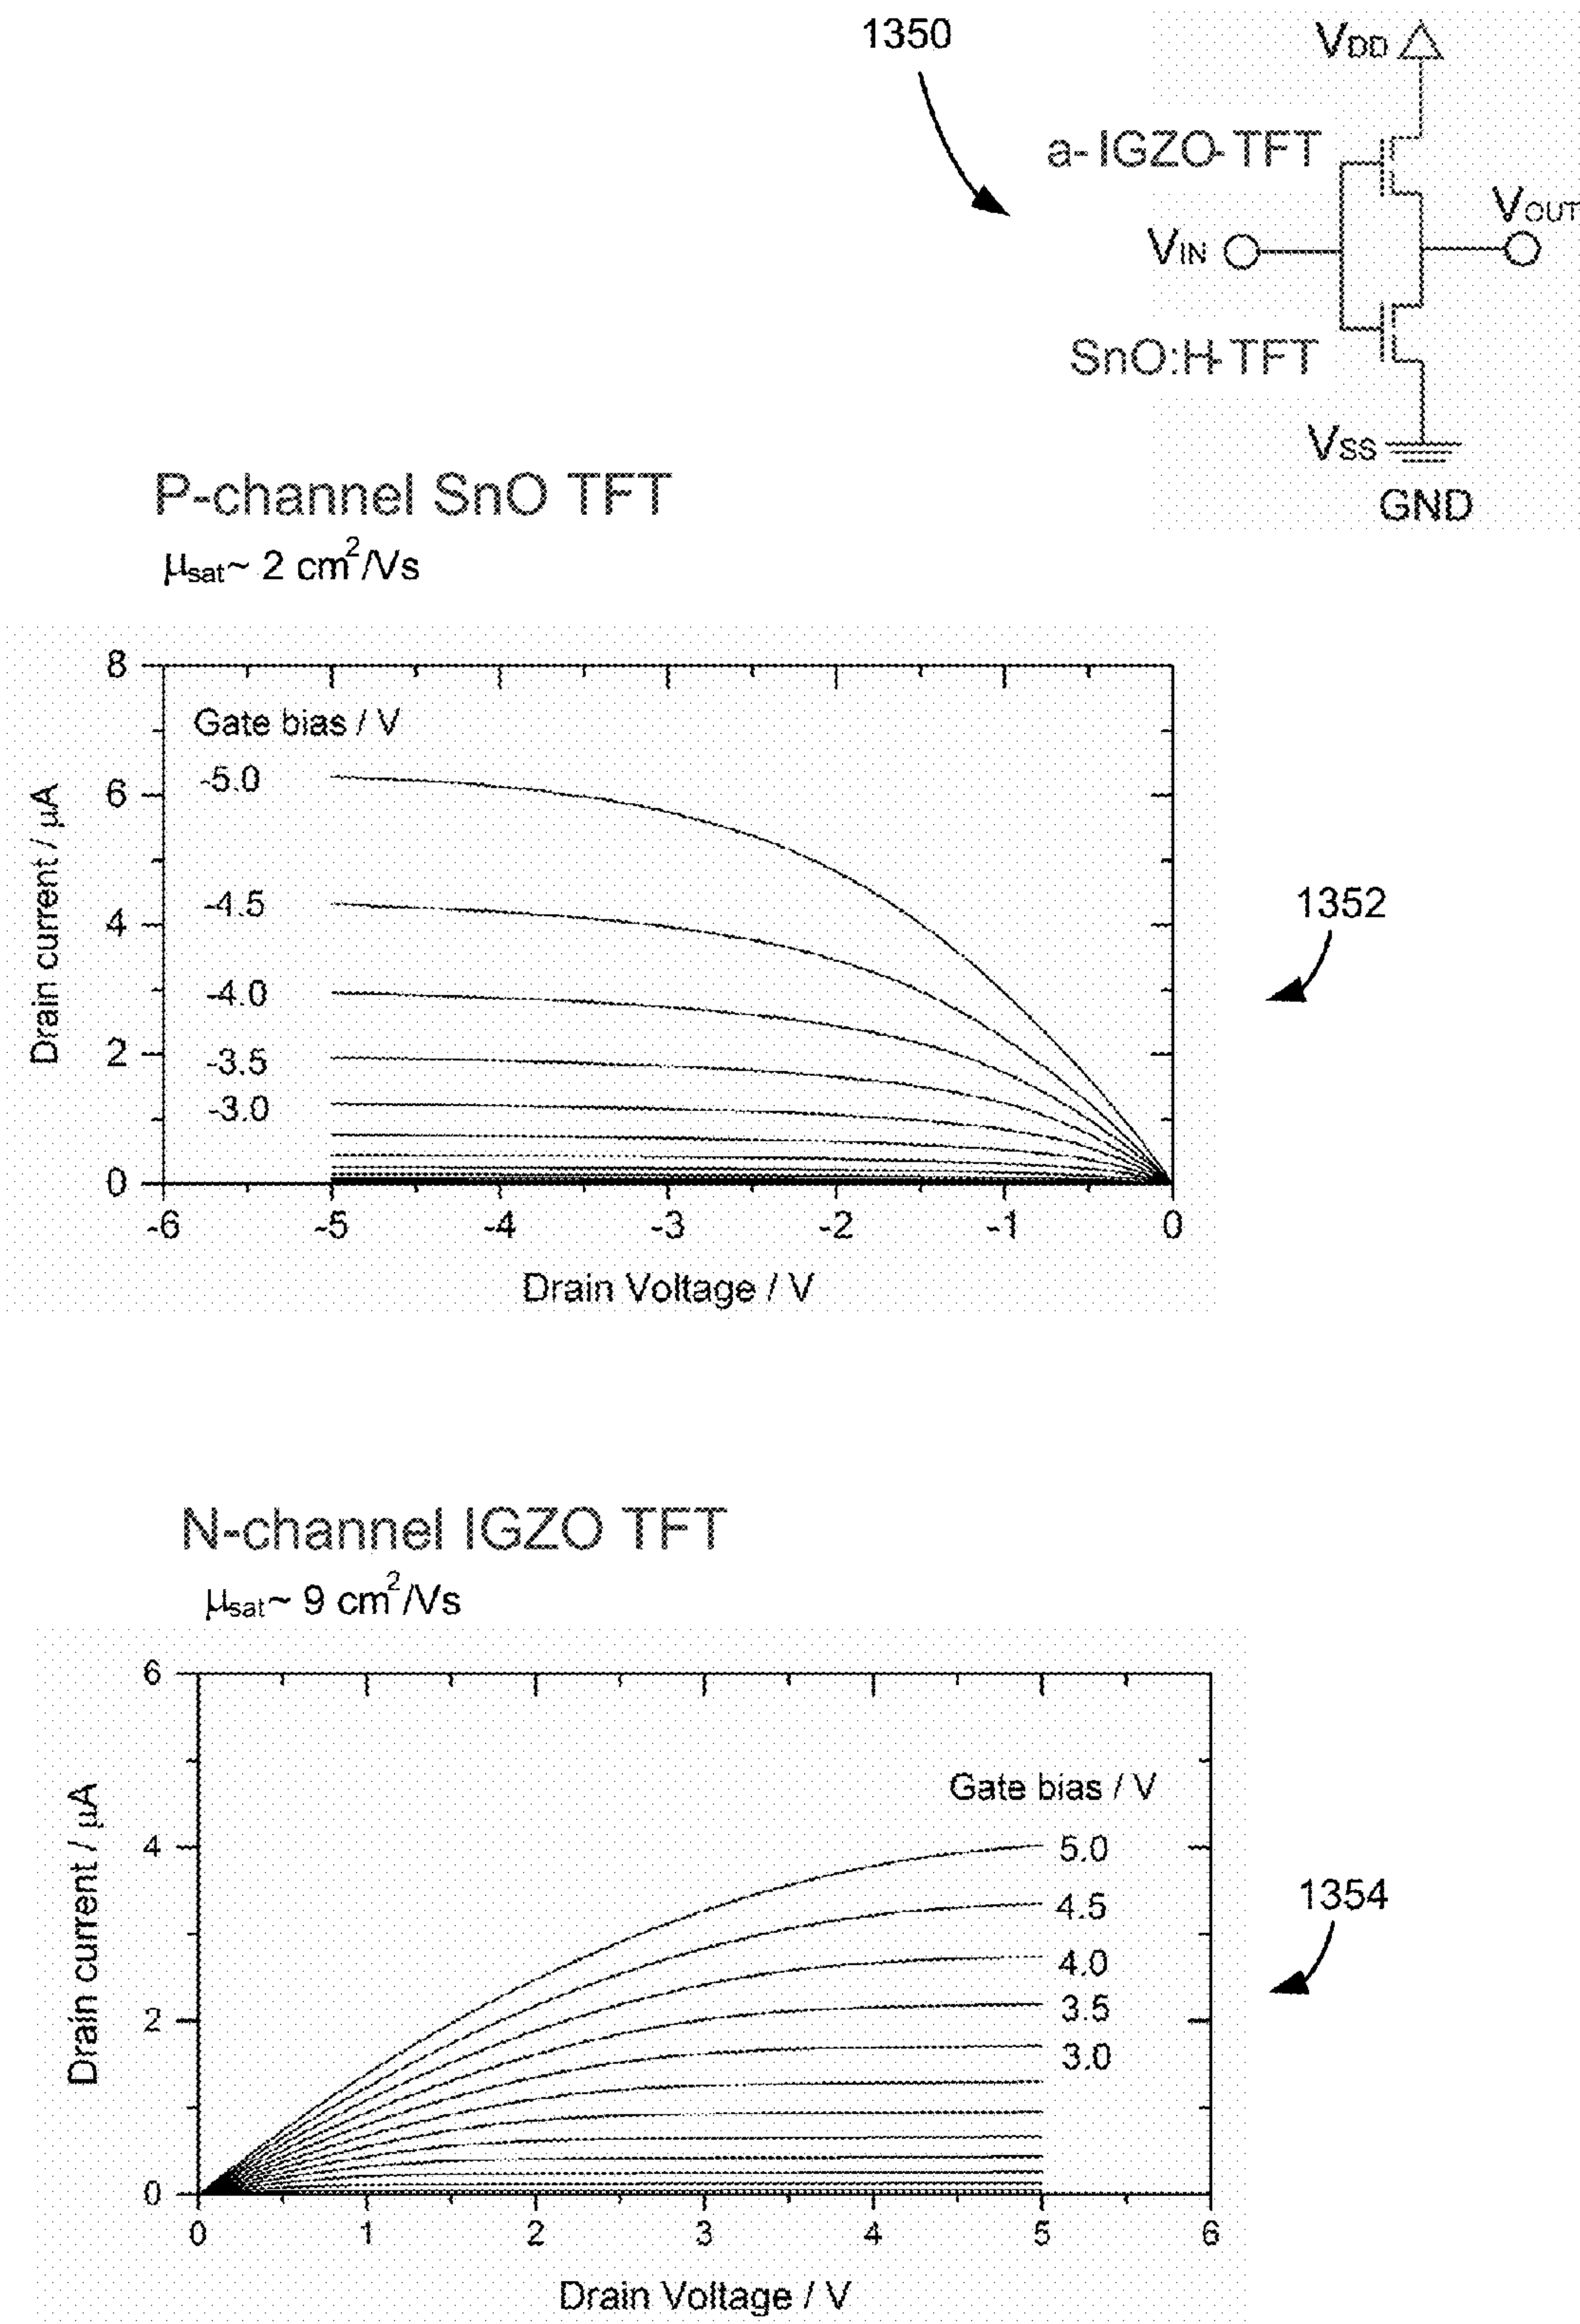 1350
VDD
a-IGZO-TFT
VOUT
VIN
SnO:H-TFT
VSS
GND
P-channel SnO TFT
μsat~ 2 cm²/Vs
8
Gate bias / V
-5.0
6
-4.5
4
-4.0
2
-3.5
-3.0
0
-6 -5 -4 -3 -2 -1 0
Drain current / μA
Drain Voltage / V
1352
N-channel IGZO TFT
μsat~ 9 cm²/Vs
6
Gate bias / V
4
5.0
4.5
4.0
3.5
2
3.0
0
0 1 2 3 4 5 6
Drain current / μA
Drain Voltage / V
1354